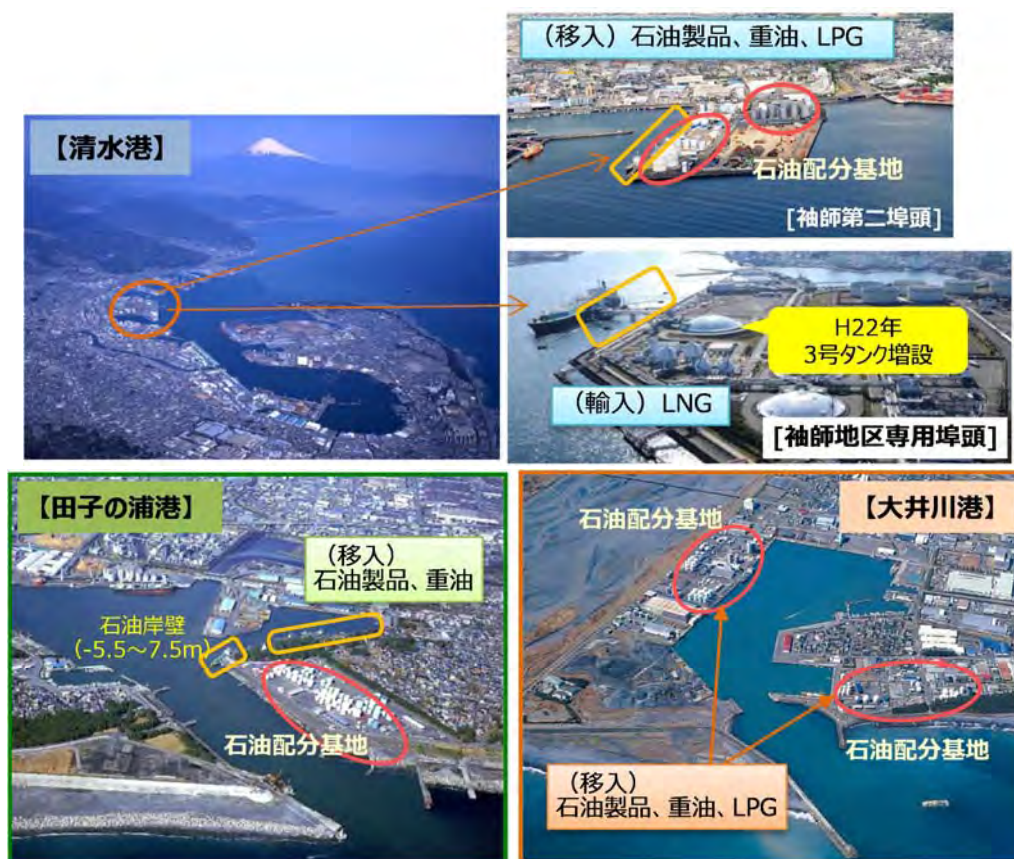 【清水港】
（移入）石油製品、重油、LPG
石油配分基地
[袖師第二埠頭]
H22年
3号タンク増設
（輸入）LNG
[袖師地区専用埠頭]
【田子の浦港】
（移入）
石油製品、重油
石油岸壁
（-5.5～7.5m）
石油配分基地
【大井川港】
石油配分基地
石油配分基地
（移入）
石油製品、重油、LPG